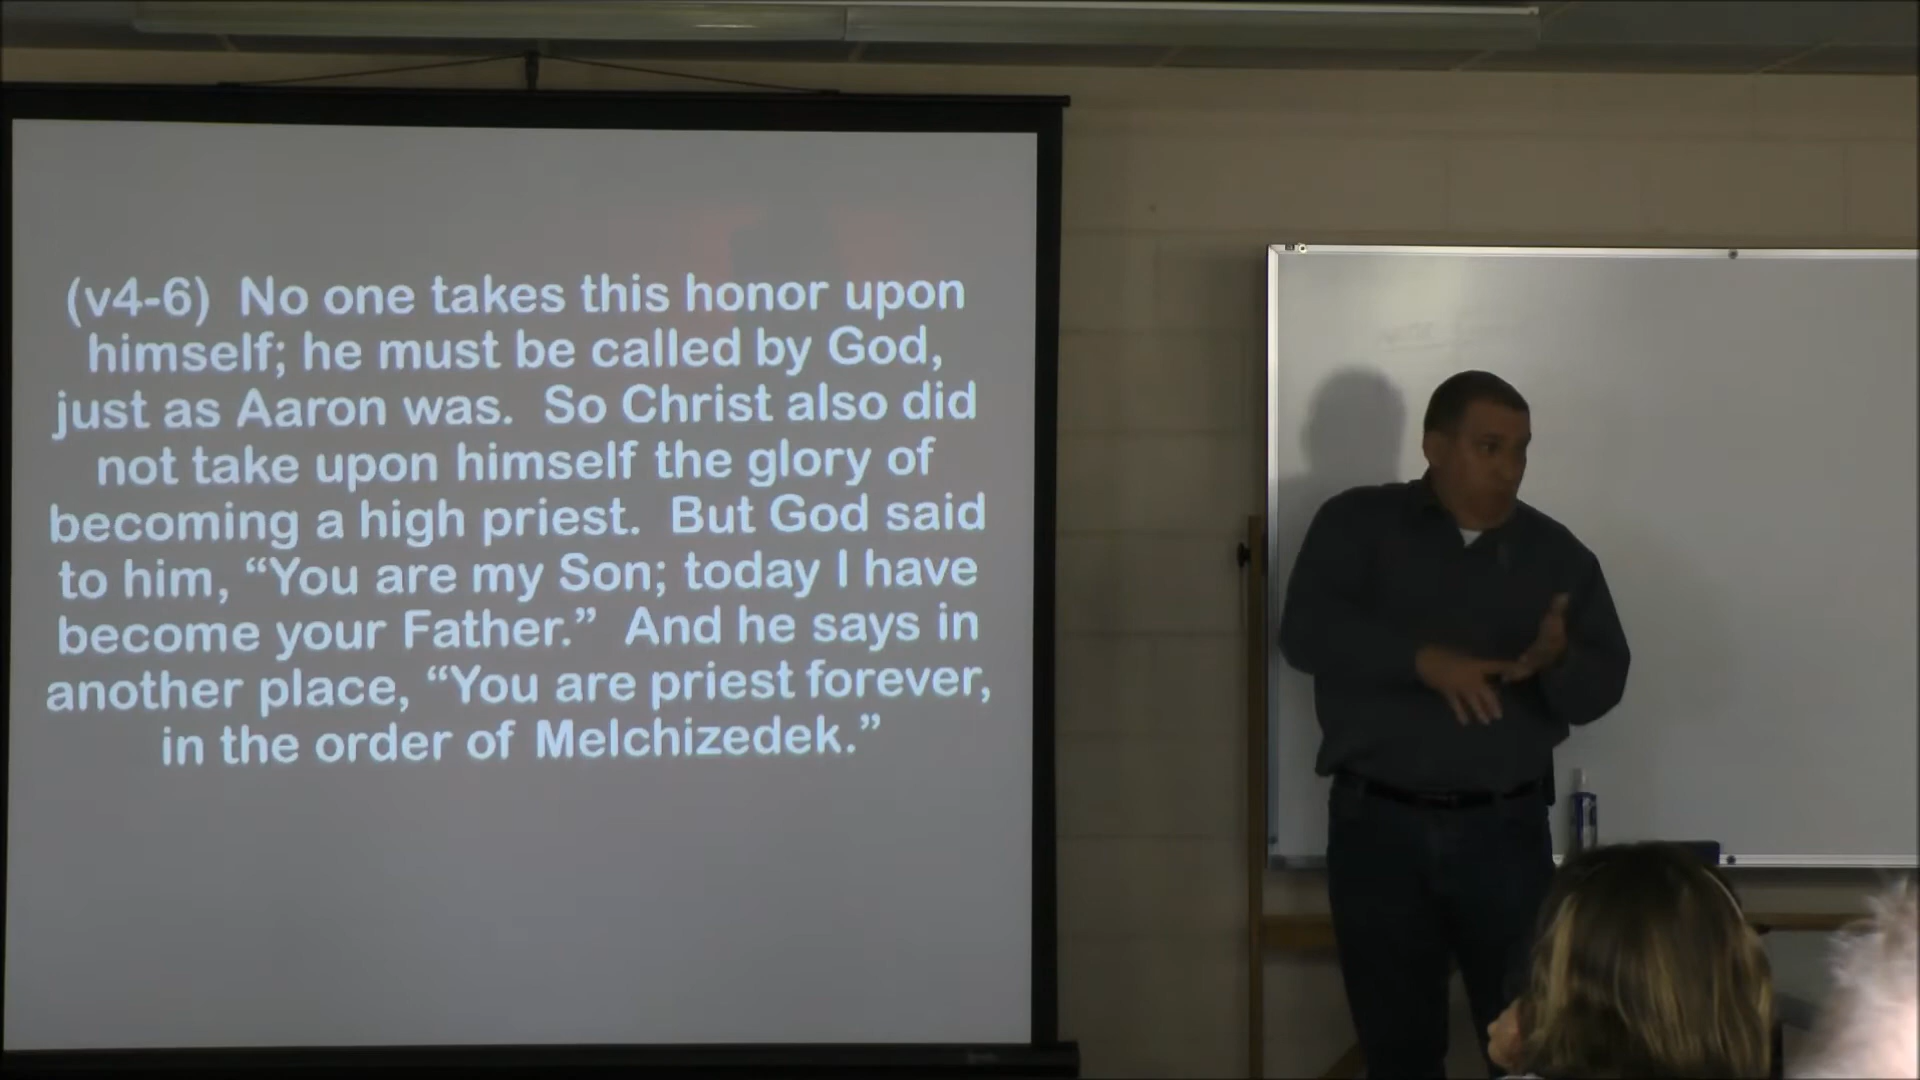 (v4-6) No one takes this honor upon
himself; he must be called by God,
just as Aaron was. So Christ also did
not take upon himself the glory of
becoming a high priest. But God said
to him, “You are my Son; today I have
become your Father.” And he says in
another place, “You are priest forever,
in the order of Melchizedek.”